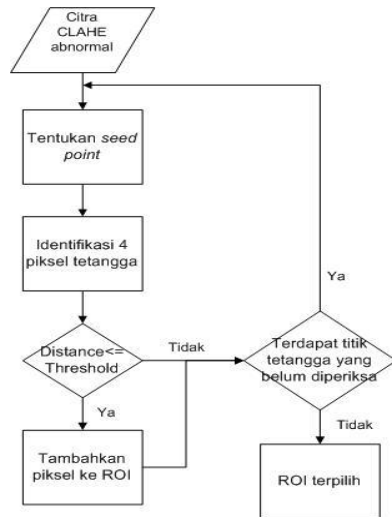 Citra
CLAHE
abnormal
Tentukan seed
point
Identifikasi 4
piksel tetangga
Distance<=
Threshold
Tidak
Ya
Tambahkan
piksel ke ROI
Ya
Terdapat titik
tetangga yang
belum diperiksa
Tidak
ROI terpilih